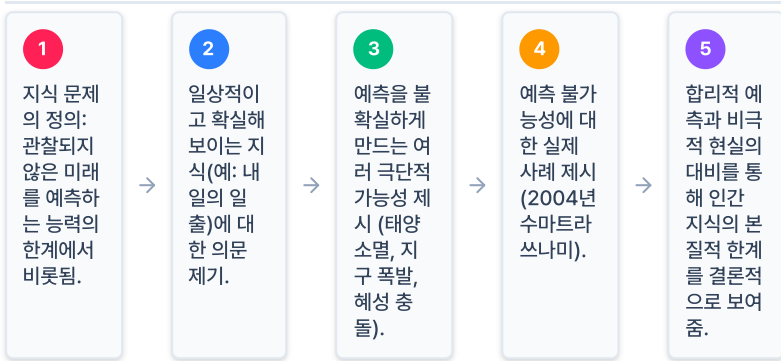 1
지식 문제
의 정의:
관찰되지
않은 미래
를 예측하
는 능력의
한계에서
비롯됨.
2
일상적이
고 확실해
보이는 지
식(예: 내
일의 일
출)에 대
한 의문
제기.
3
예측을 불
확실하게
만드는 여
러 극단적
가능성 제
시 (태양
소멸, 지
구 폭발,
혜성 충
돌).
4
예측 불가
능성에 대
한 실제
사례 제시
(2004년
수마트라
쓰나미).
5
합리적 예
측과 비극
적 현실의
대비를 통
해 인간
지식의 본
질적 한계
를 결론적
으로 보여
줌.